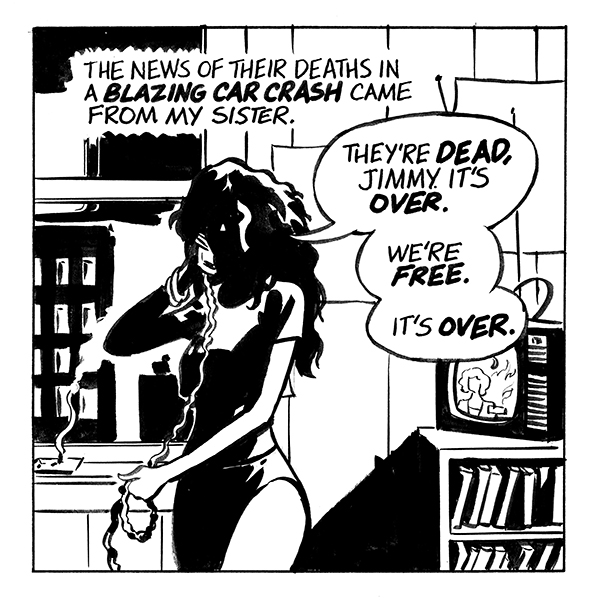 THE NEWS OF THEIR DEATHS IN
A BLAZING CAR CRASH CAME
FROM MY SISTER.
THEY'RE DEAD,
JIMMY. IT'S
OVER.
WE'RE
FREE.
IT'S OVER.